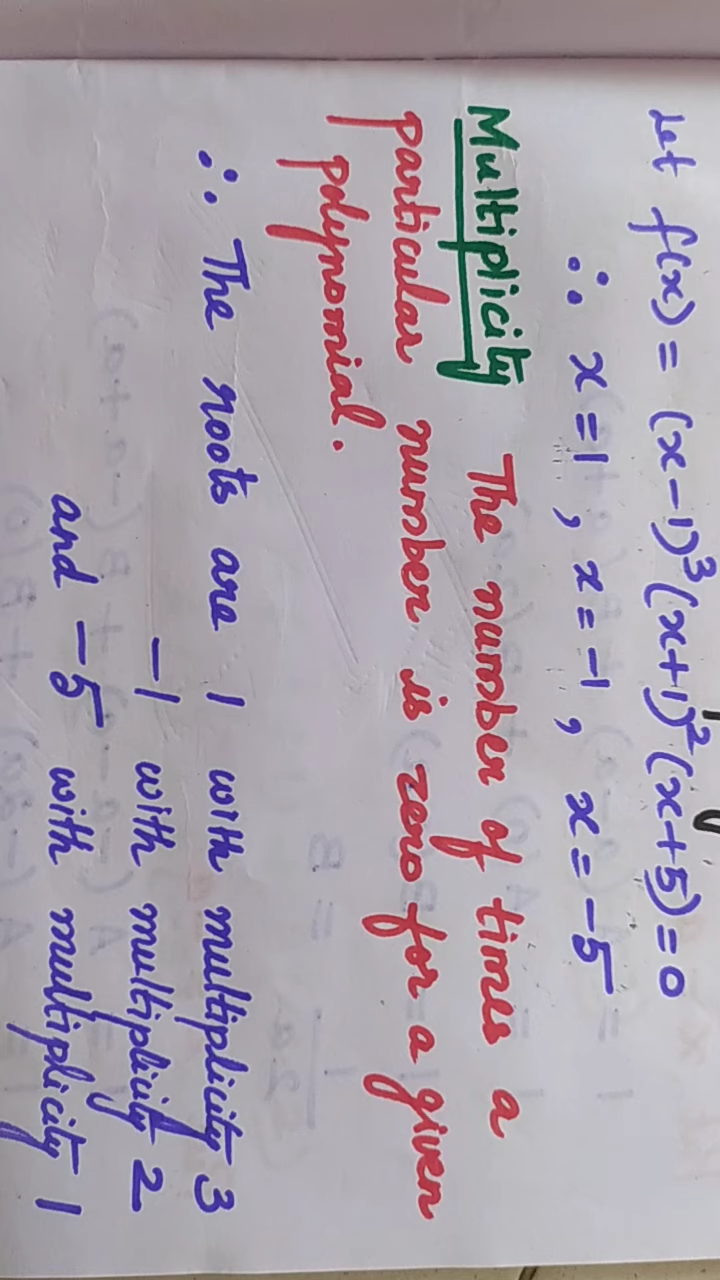 Let f(x) = (x-1)³(x+1)²(x+5)=0
∴ x=1, x=-1, x=-5
Multiplicity The number of times a
particular number is zero for a given
polynomial.
∴ The roots are 1 with multiplicity 3
-1 with multiplicity 2
and -5 with multiplicity 1